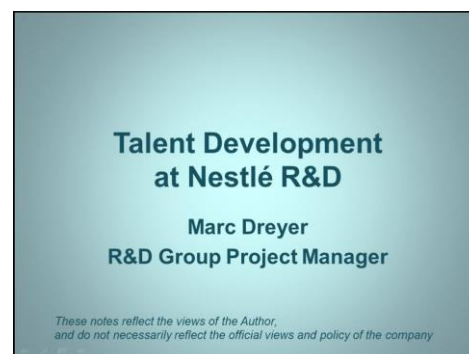 Talent Development
at Nestlé R&D
Marc Dreyer
R&D Group Project Manager
These notes reflect the views of the Author,
and do not necessarily reflect the official views and policy of the company